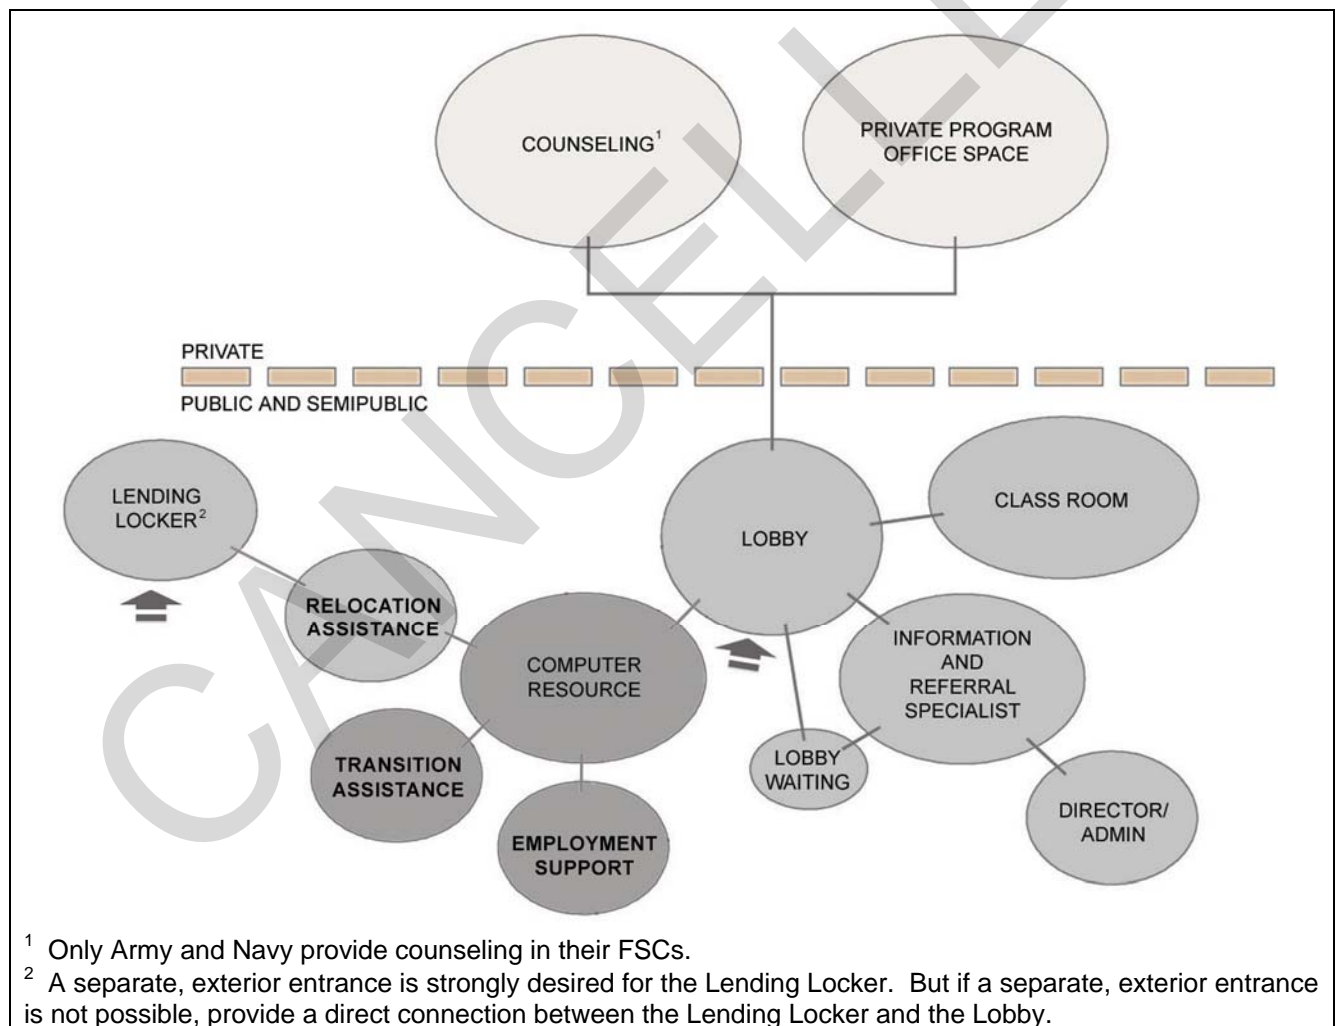 COUNSELING¹
PRIVATE PROGRAM
OFFICE SPACE
PRIVATE
PUBLIC AND SEMIPUBLIC
LENDING
LOCKER²
LOBBY
CLASS ROOM
RELOCATION
ASSISTANCE
COMPUTER
RESOURCE
INFORMATION
AND
REFERRAL
SPECIALIST
TRANSITION
ASSISTANCE
LOBBY
WAITING
EMPLOYMENT
SUPPORT
DIRECTOR/
ADMIN
¹ Only Army and Navy provide counseling in their FSCs.
² A separate, exterior entrance is strongly desired for the Lending Locker. But if a separate, exterior entrance
is not possible, provide a direct connection between the Lending Locker and the Lobby.